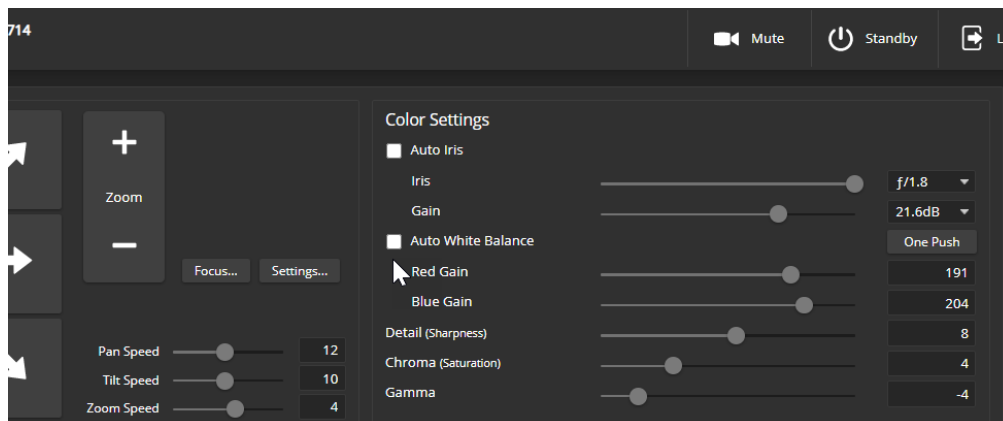 714
Mute
Standby
L
Zoom
Focus...
Settings...
Pan Speed 12
Tilt Speed 10
Zoom Speed 4
Color Settings
Auto Iris
Iris ƒ/1.8
Gain 21.6dB
Auto White Balance One Push
Red Gain 191
Blue Gain 204
Detail (Sharpness) 8
Chroma (Saturation) 4
Gamma -4